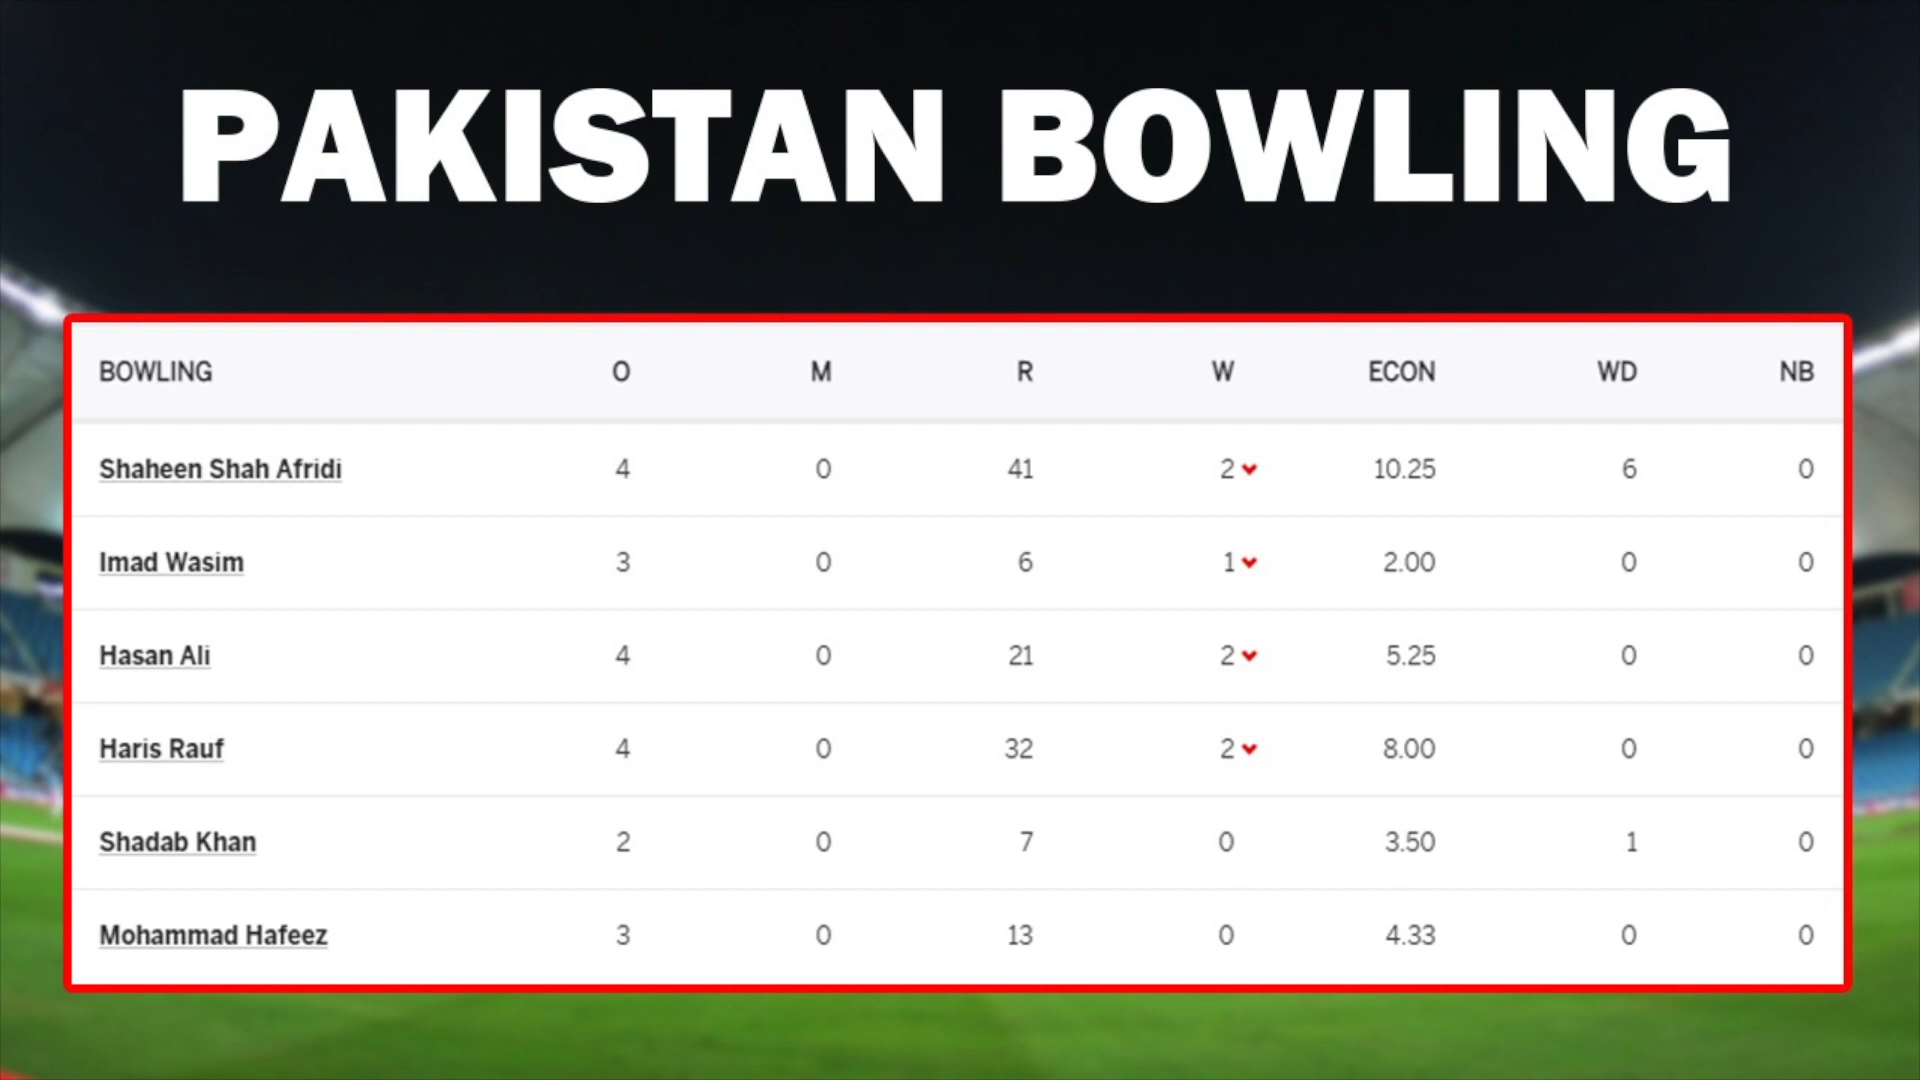 PAKISTAN BOWLING
BOWLING O M R W ECON WD NB
Shaheen Shah Afridi 4 0 41 2 10.25 6 0
Imad Wasim 3 0 6 1 2.00 0 0
Hasan Ali 4 0 21 2 5.25 0 0
Haris Rauf 4 0 32 2 8.00 0 0
Shadab Khan 2 0 7 0 3.50 1 0
Mohammad Hafeez 3 0 13 0 4.33 0 0